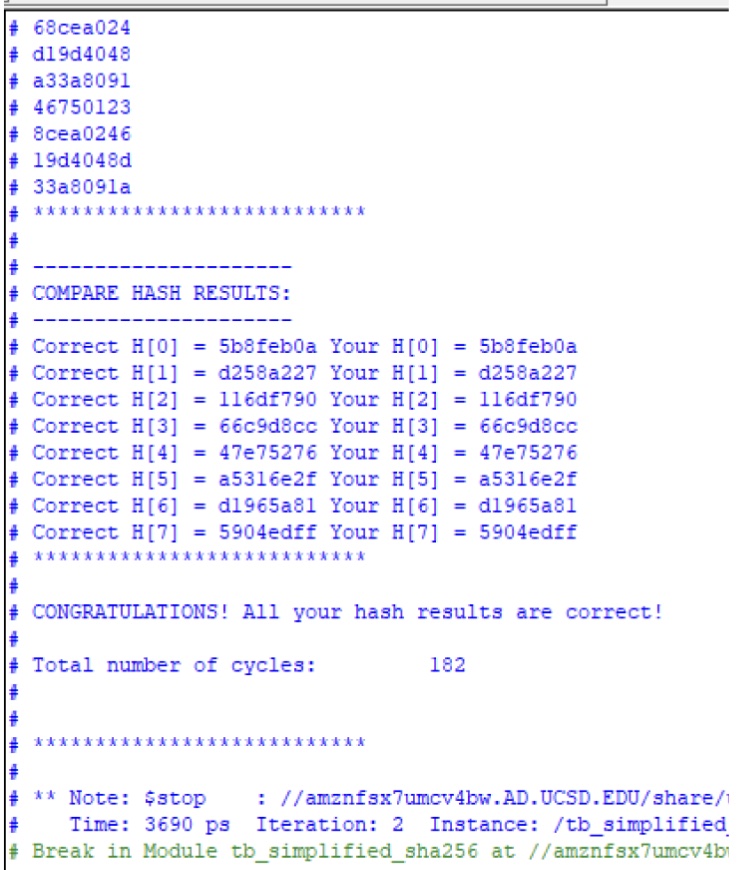 # 68cea024
# d19d4048
# a33a8091
# 46750123
# 8cea0246
# 19d4048d
# 33a8091a
# ***************************
#
# ---------------------
# COMPARE HASH RESULTS:
# ---------------------
# Correct H[0] = 5b8feb0a Your H[0] = 5b8feb0a
# Correct H[1] = d258a227 Your H[1] = d258a227
# Correct H[2] = 116df790 Your H[2] = 116df790
# Correct H[3] = 66c9d8cc Your H[3] = 66c9d8cc
# Correct H[4] = 47e75276 Your H[4] = 47e75276
# Correct H[5] = a5316e2f Your H[5] = a5316e2f
# Correct H[6] = d1965a81 Your H[6] = d1965a81
# Correct H[7] = 5904edff Your H[7] = 5904edff
# ***************************
#
# CONGRATULATIONS! All your hash results are correct!
#
# Total number of cycles:         182
#
#
# ***************************
#
# ** Note: $stop    : //amznfsx7umcv4bw.AD.UCSD.EDU/share/
#    Time: 3690 ps  Iteration: 2  Instance: /tb_simplified_
# Break in Module tb_simplified_sha256 at //amznfsx7umcv4b